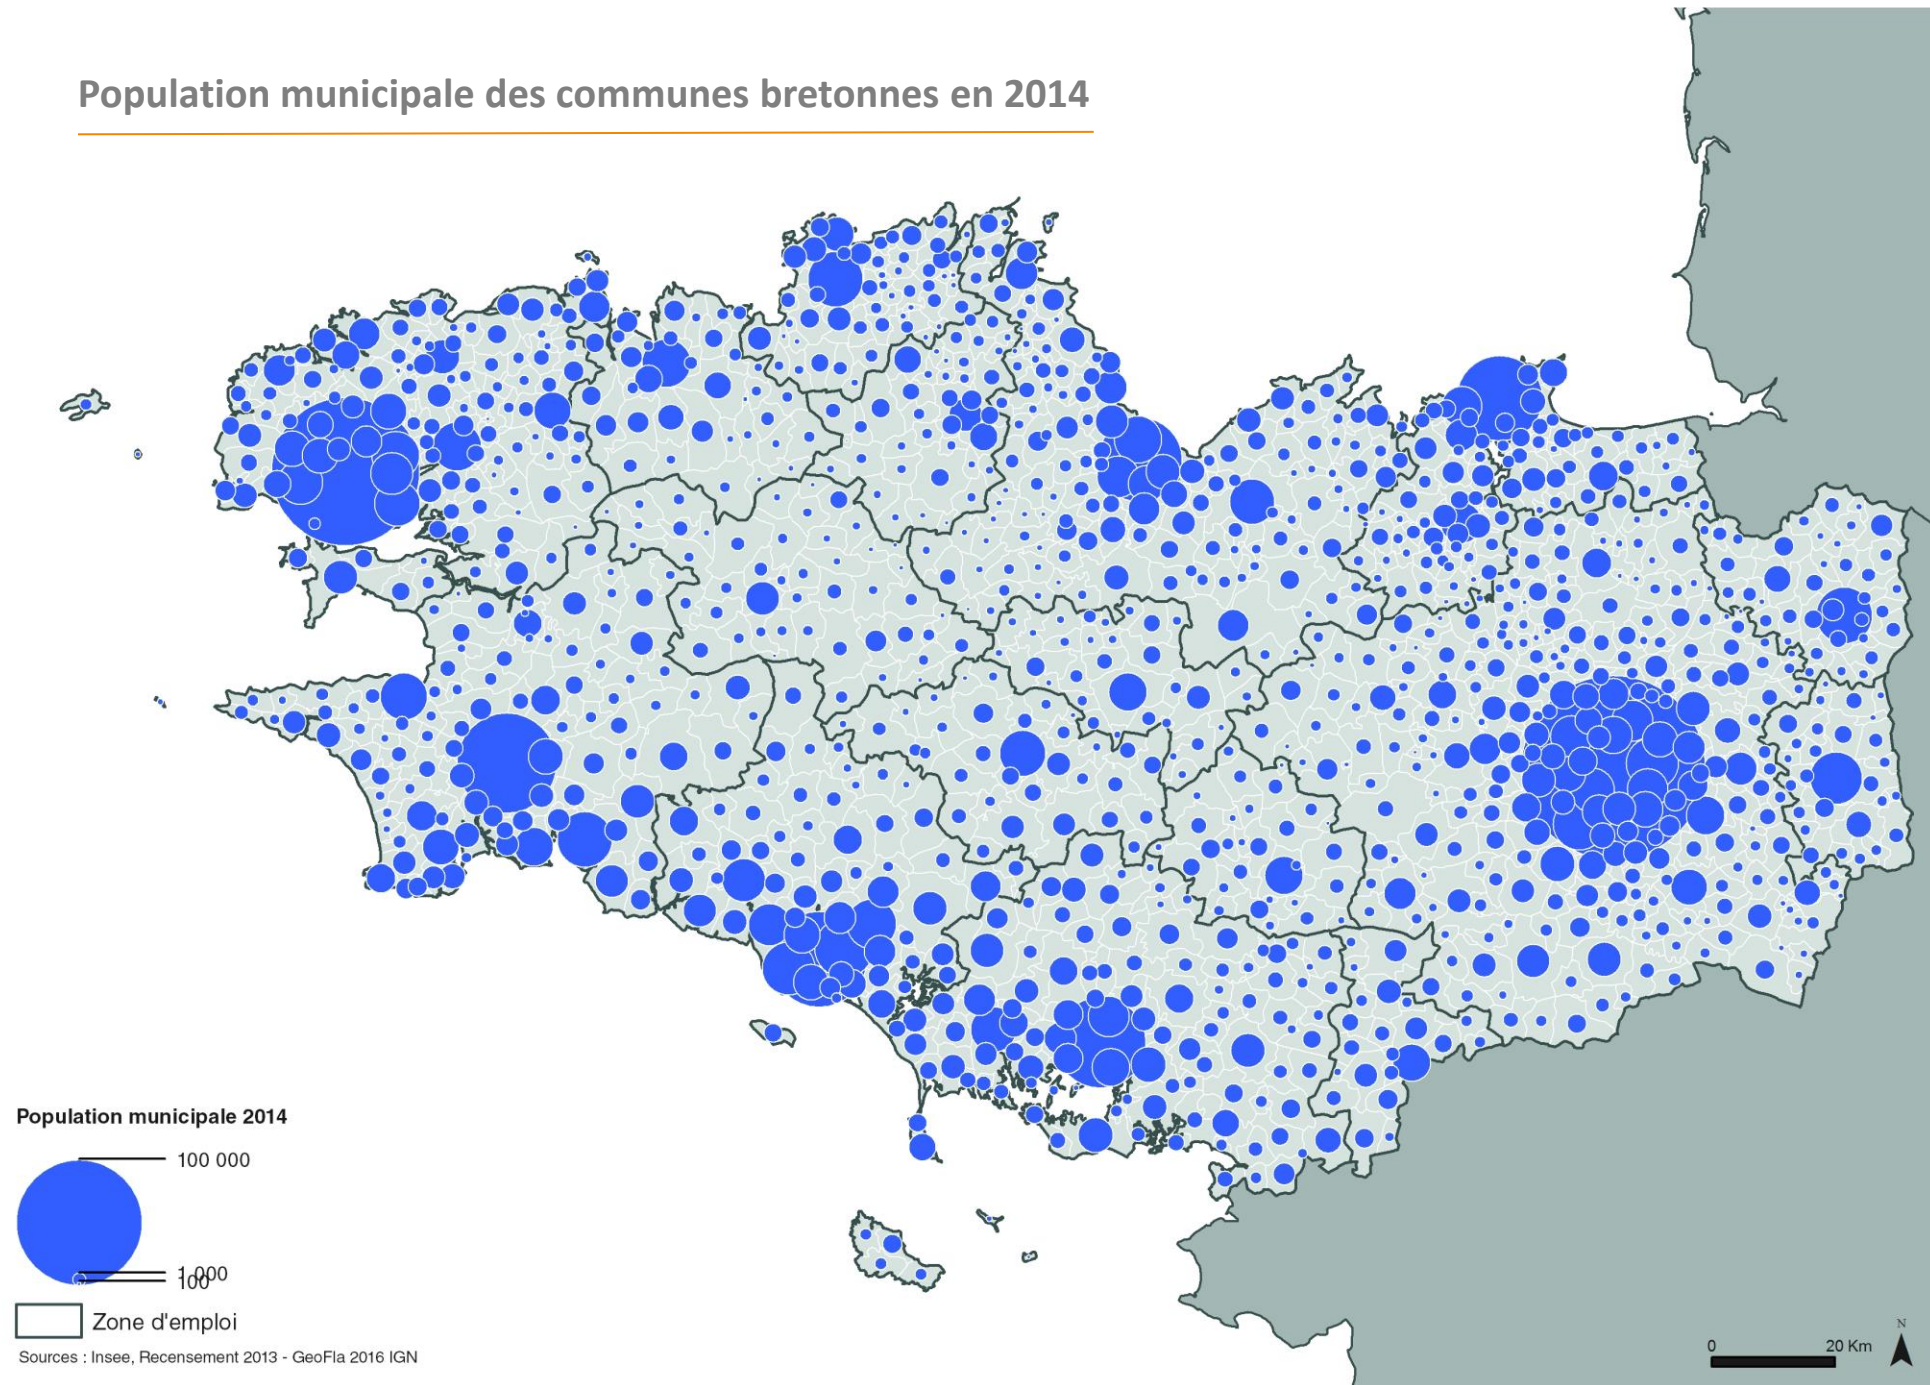 Population municipale des communes bretonnes en 2014
Population municipale 2014
100 000
1 000
100
Zone d'emploi
Sources : Insee, Recensement 2013 - GeoFla 2016 IGN
N
0 20 Km